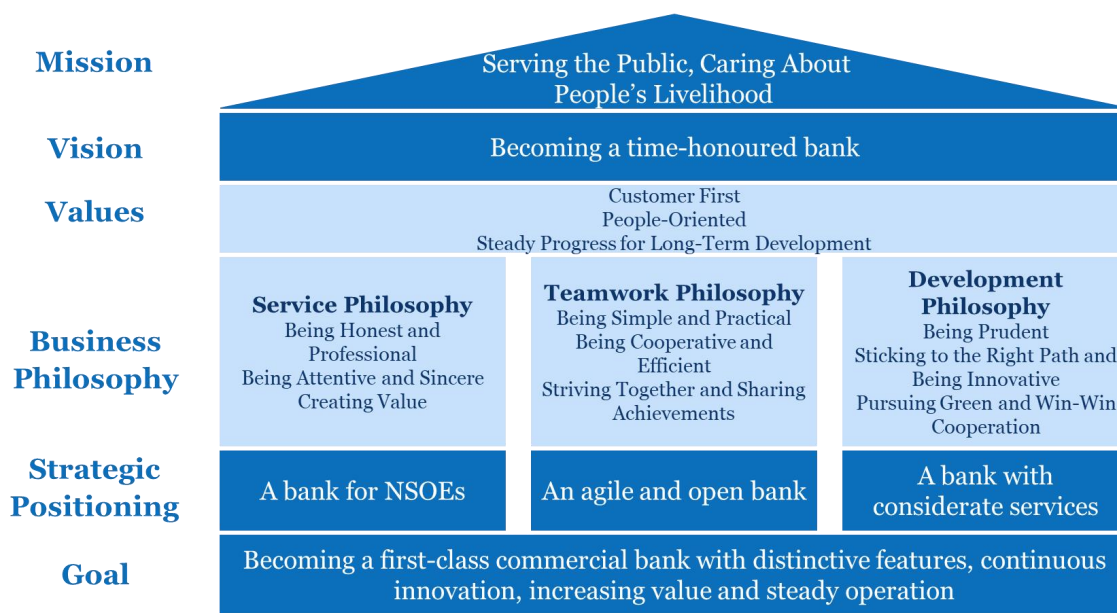 Mission
Serving the Public, Caring About
People's Livelihood
Vision
Becoming a time-honoured bank
Values
Customer First
People-Oriented
Steady Progress for Long-Term Development
Business
Philosophy
Service Philosophy
Being Honest and
Professional
Being Attentive and Sincere
Creating Value
Teamwork Philosophy
Being Simple and Practical
Being Cooperative and
Efficient
Striving Together and Sharing
Achievements
Development
Philosophy
Being Prudent
Sticking to the Right Path and
Being Innovative
Pursuing Green and Win-Win
Cooperation
Strategic
Positioning
A bank for NSOEs
An agile and open bank
A bank with
considerate services
Goal
Becoming a first-class commercial bank with distinctive features, continuous
innovation, increasing value and steady operation